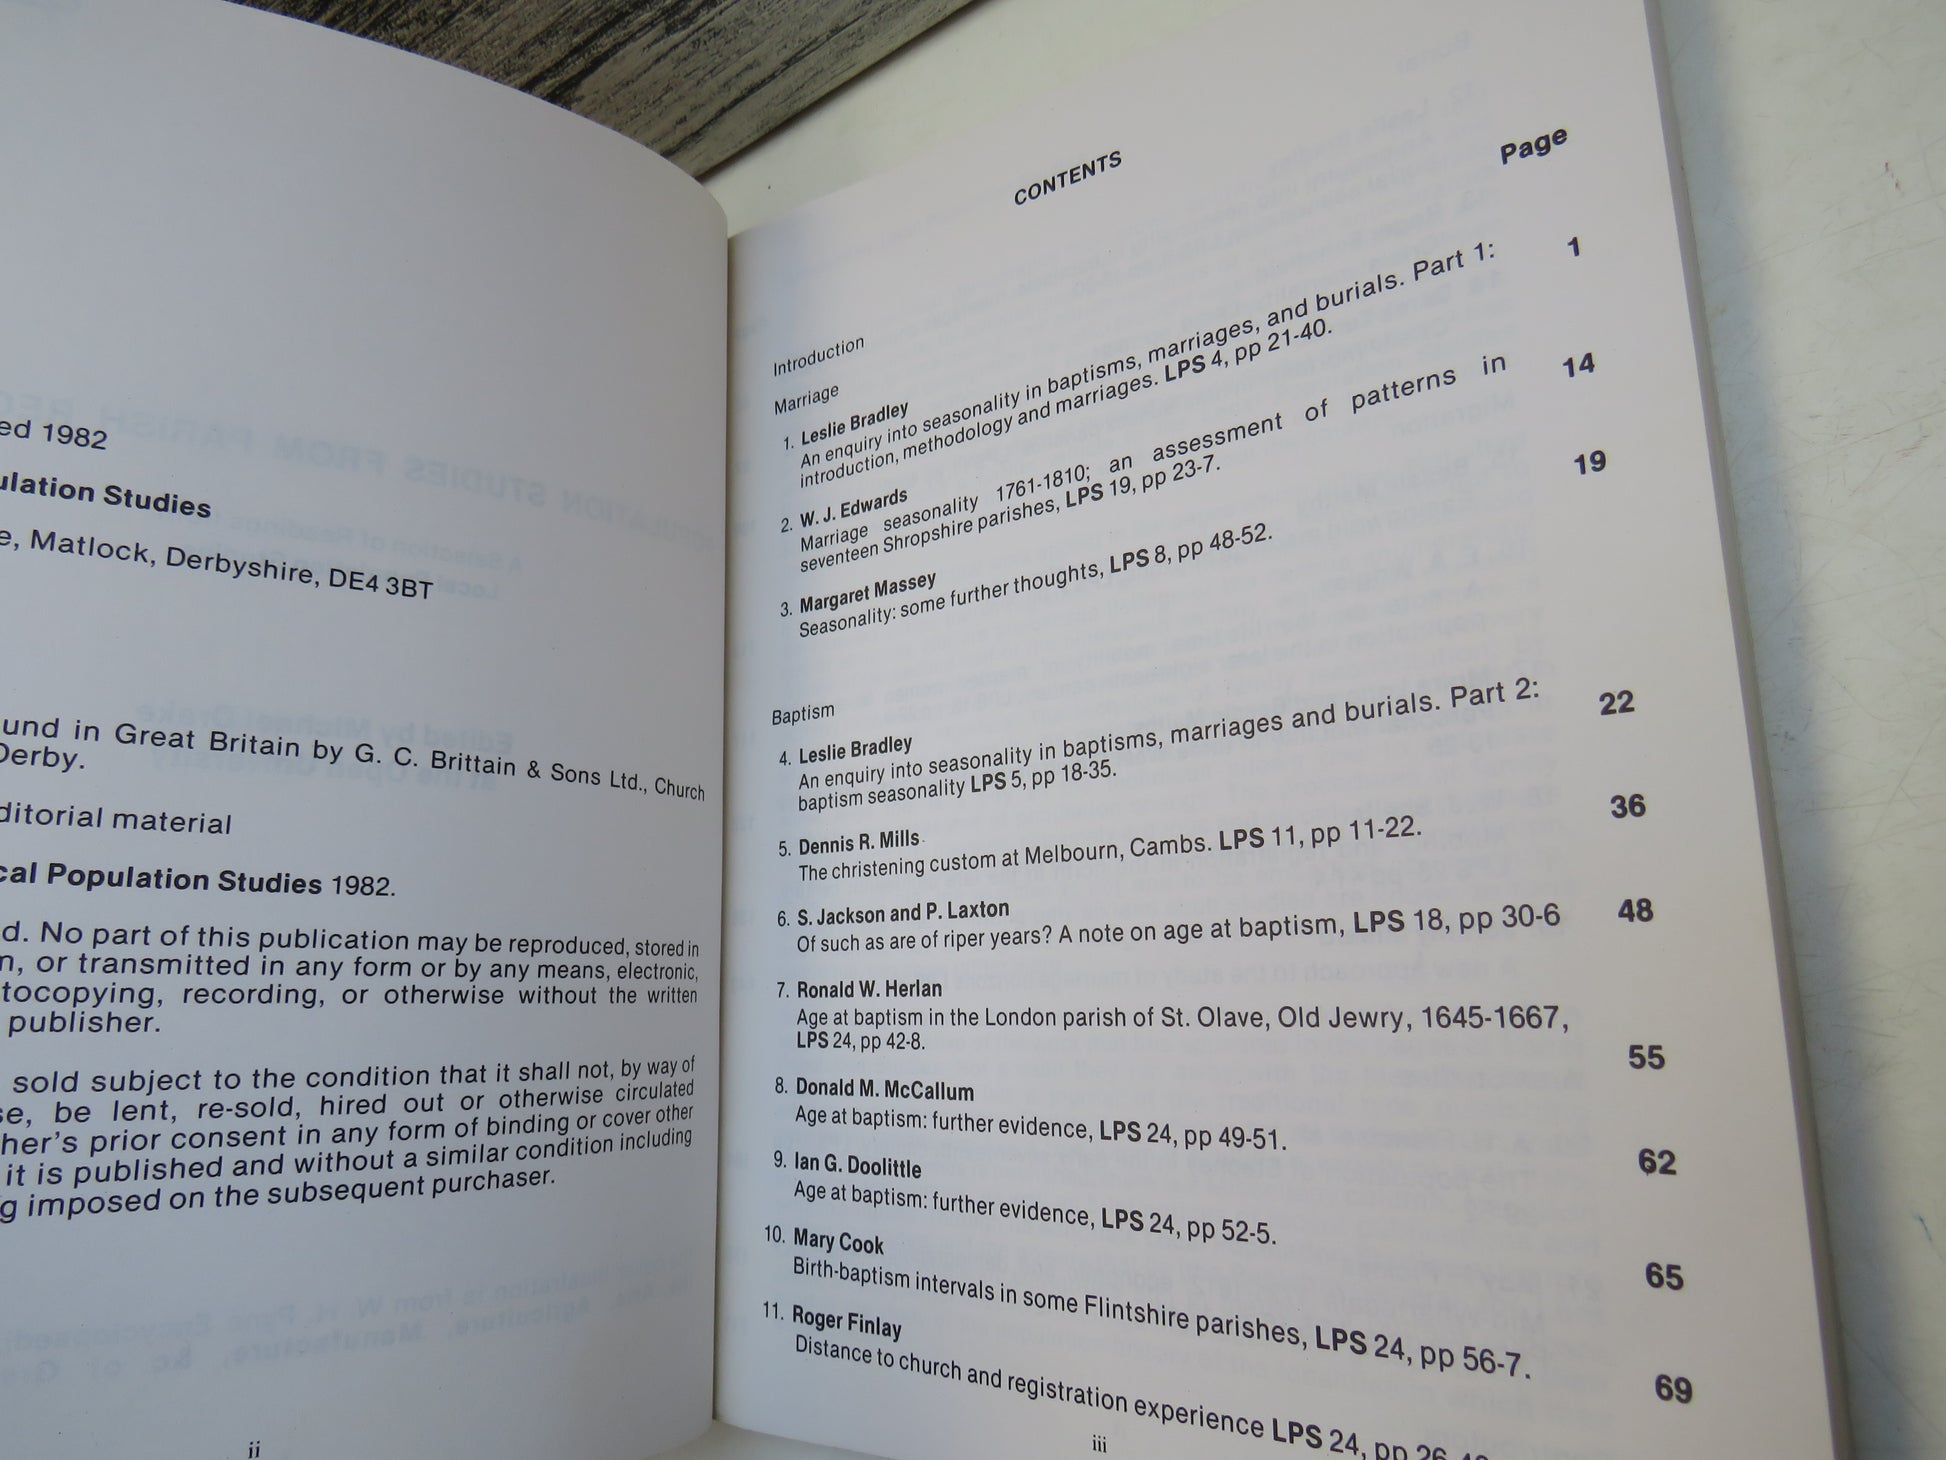 ed 1982
ulation Studies
e, Matlock, Derbyshire, DE4 3BT
und in Great Britain by G. C. Brittain & Sons Ltd., Church
Derby.
ditorial material
cal Population Studies 1982.
d. No part of this publication may be reproduced, stored in
n, or transmitted in any form or by any means, electronic,
tocopying, recording, or otherwise without the written
publisher.
sold subject to the condition that it shall not, by way of
se, be lent, re-sold, hired out or otherwise circulated
her's prior consent in any form of binding or cover other
it is published and without a similar condition including
g imposed on the subsequent purchaser.
ii
CONTENTS
Page
Introduction
Marriage
1. Leslie Bradley
An enquiry into seasonality in baptisms, marriages, and burials. Part 1: 1
introduction, methodology and marriages. LPS 4, pp 21-40.
2. W. J. Edwards
Marriage seasonality 1761-1810; an assessment of patterns in 14
seventeen Shropshire parishes, LPS 19, pp 23-7.
3. Margaret Massey
Seasonality: some further thoughts, LPS 8, pp 48-52. 19
Baptism
4. Leslie Bradley
An enquiry into seasonality in baptisms, marriages and burials. Part 2: 22
baptism seasonality LPS 5, pp 18-35.
5. Dennis R. Mills
The christening custom at Melbourn, Cambs. LPS 11, pp 11-22. 36
6. S. Jackson and P. Laxton
Of such as are of riper years? A note on age at baptism, LPS 18, pp 30-6 48
7. Ronald W. Herlan
Age at baptism in the London parish of St. Olave, Old Jewry, 1645-1667,
LPS 24, pp 42-8. 55
8. Donald M. McCallum
Age at baptism: further evidence, LPS 24, pp 49-51. 62
9. Ian G. Doolittle
Age at baptism: further evidence, LPS 24, pp 52-5. 65
10. Mary Cook
Birth-baptism intervals in some Flintshire parishes, LPS 24, pp 56-7. 69
11. Roger Finlay
Distance to church and registration experience LPS 24, pp
iii